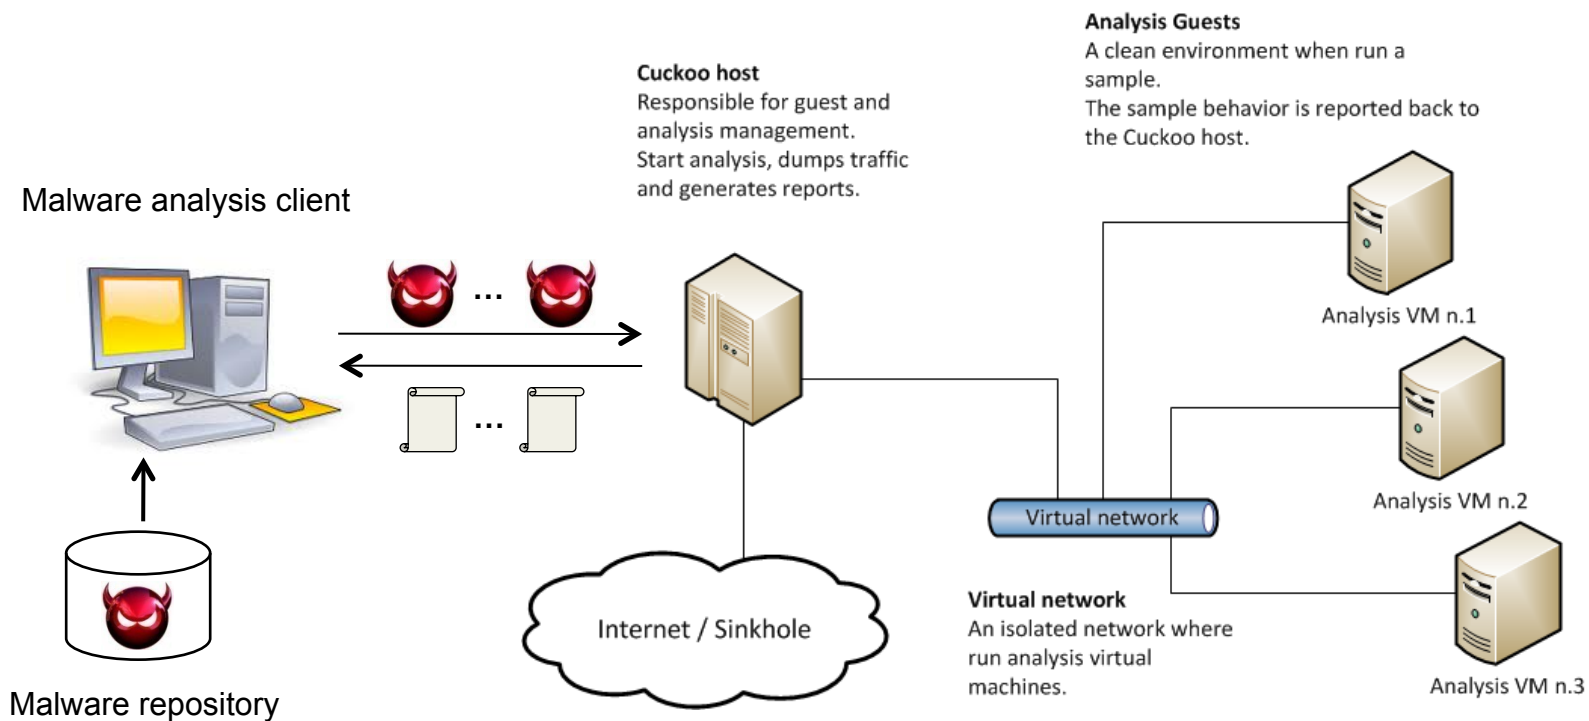 Analysis Guests
A clean environment when run a
sample.
The sample behavior is reported back to
the Cuckoo host.
Cuckoo host
Responsible for guest and
analysis management.
Start analysis, dumps traffic
and generates reports.
Malware analysis client
...
...
Analysis VM n.1
Analysis VM n.2
Virtual network
Virtual network
An isolated network where
run analysis virtual
machines.
Internet / Sinkhole
Analysis VM n.3
Malware repository